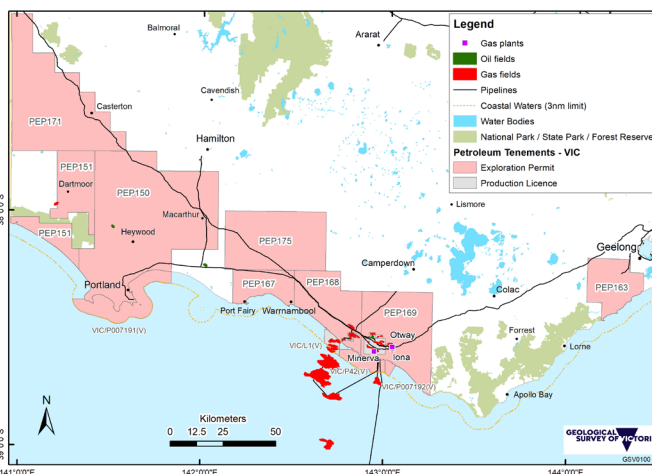 Balmoral
Ararat
Legend
Gas plants
Oil fields
Gas fields
Pipelines
Coastal Waters (3nm limit)
Water Bodies
National Park / State Park / Forest Reserve
Petroleum Tenements - VIC
Exploration Permit
Production Licence
Cavendish
Casterton
PEP171
Hamilton
PEP151
Dartmoor
PEP150
Macarthur
Lismore
PEP151
Heywood
PEP175
Geelong
Camperdown
Portland
PEP167
PEP168
PEP163
Colac
Port Fairy
Warrnambool
PEP169
VIC/P007191(V)
Otway
Forrest
VIC/L1(V)
Minerva
Iona
Lorne
VIC/P42(V)
VIC/P007192(V)
Apollo Bay
N
Kilometers
0 12.5 25 50
GEOLOGICAL
SURVEY OF VICTORI
GSV0100
141°0'0"E
142°0'0"E
143°0'0"E
144°0'0"E